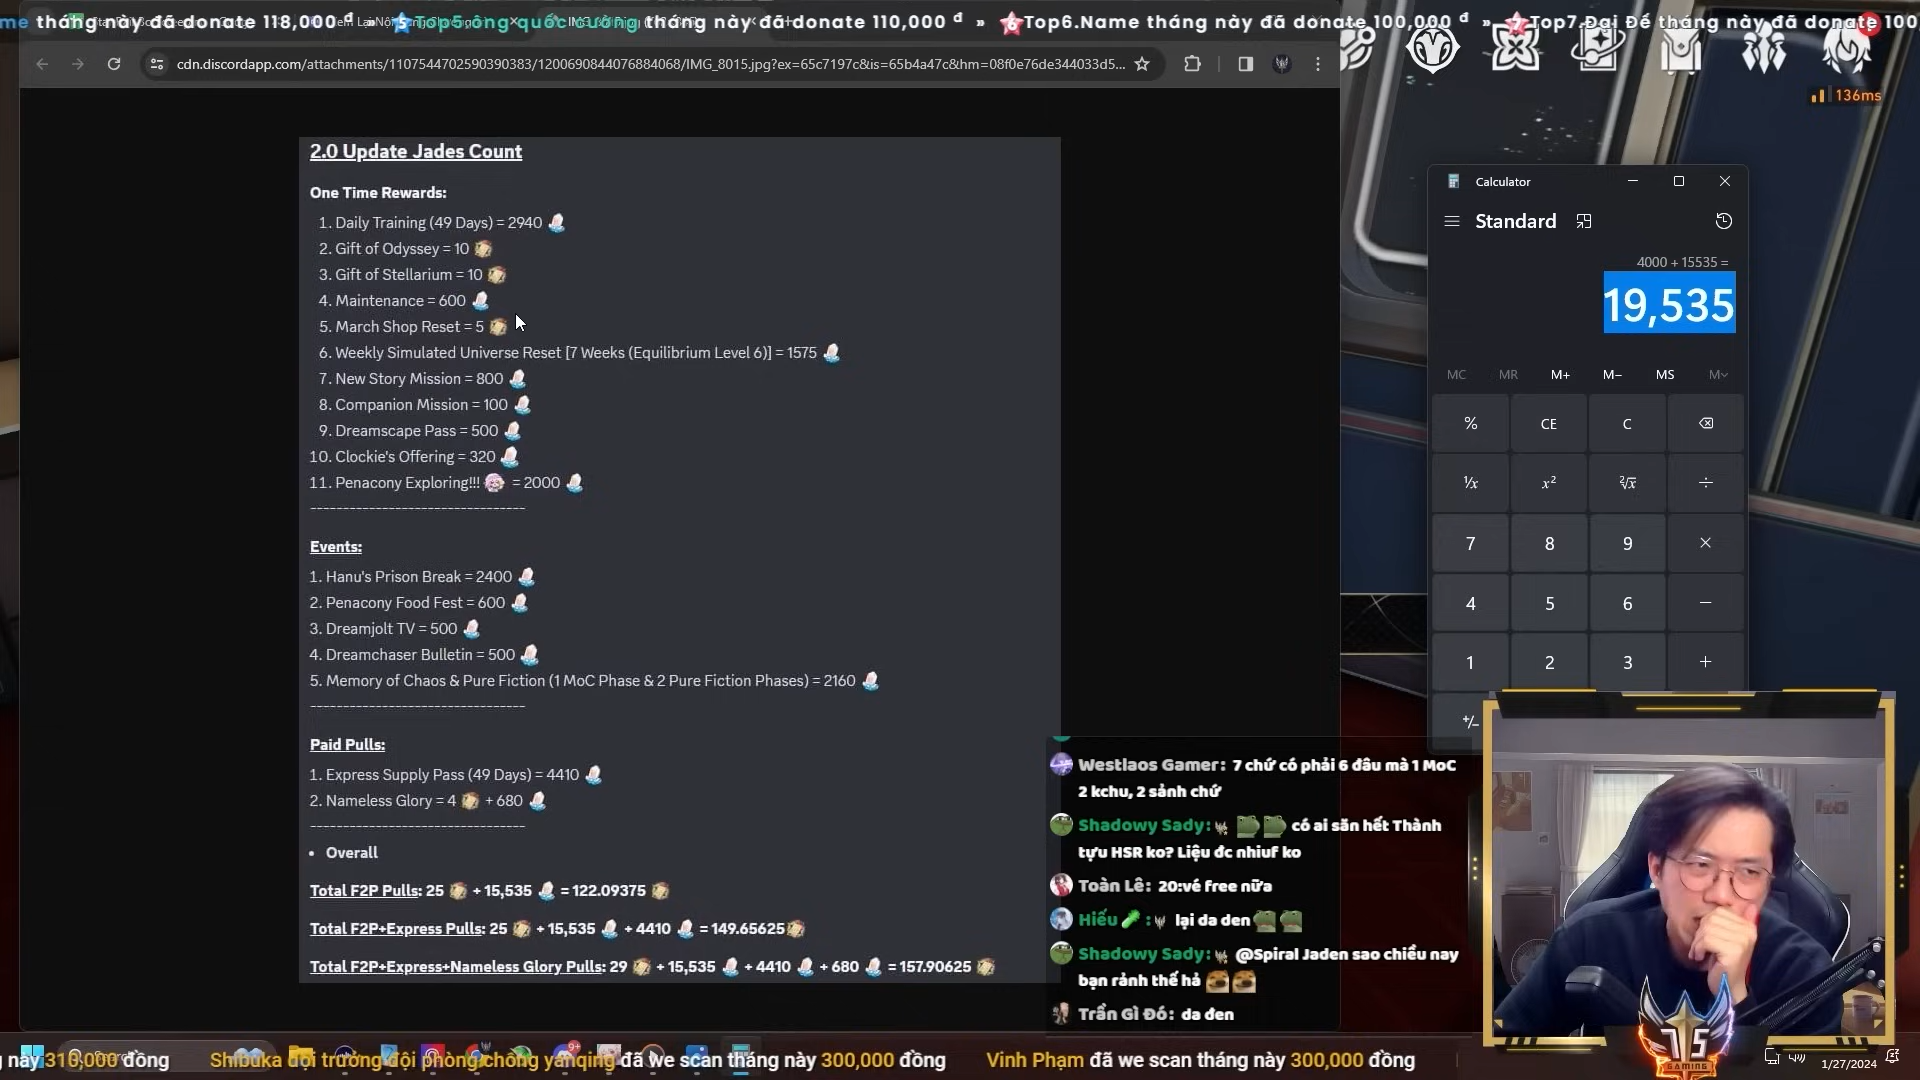 me tháng này đã donate 118,000 đ » 5 Top5.ong quốc cường tháng này đã donate 110,000 đ » 6 Top6.Name tháng này đã donate 100,000 đ » 7 Top7.Đại Đế tháng này đã donate 100
cdn.discordapp.com/attachments/1107544702590390383/1200690844076884068/IMG_8015.jpg?ex=65c7197c&is=65b4a47c&hm=08f0e76de344033d5...
136ms
2.0 Update Jades Count
One Time Rewards:
1. Daily Training (49 Days) = 2940
2. Gift of Odyssey = 10
3. Gift of Stellarium = 10
4. Maintenance = 600
5. March Shop Reset = 5
6. Weekly Simulated Universe Reset [7 Weeks (Equilibrium Level 6)] = 1575
7. New Story Mission = 800
8. Companion Mission = 100
9. Dreamscape Pass = 500
10. Clockie's Offering = 320
11. Penacony Exploring!!! = 2000
---------------------------------
Events:
1. Hanu's Prison Break = 2400
2. Penacony Food Fest = 600
3. Dreamjolt TV = 500
4. Dreamchaser Bulletin = 500
5. Memory of Chaos & Pure Fiction (1 MoC Phase & 2 Pure Fiction Phases) = 2160
---------------------------------
Paid Pulls:
1. Express Supply Pass (49 Days) = 4410
2. Nameless Glory = 4 + 680
---------------------------------
• Overall
Total F2P Pulls: 25 + 15,535 = 122.09375
Total F2P+Express Pulls: 25 + 15,535 + 4410 = 149.65625
Total F2P+Express+Nameless Glory Pulls: 29 + 15,535 + 4410 + 680 = 157.90625
Calculator
Standard
4000 + 15535 =
19,535
MC MR M+ M− MS M˅
% CE C
¹/x x² ²√x ÷
7 8 9 ×
4 5 6 −
1 2 3 +
+/−
Westlaos Gamer: 7 chứ có phải 6 đâu mà 1 MoC
2 kchu, 2 sảnh chứ
Shadowy Sady: có ai săn hết Thành
tựu HSR ko? Liệu đc nhiuf ko
Toàn Lê: 20:vé free nữa
Hiếu : lại da den
Shadowy Sady: @Spiral Jaden sao chiều nay
bạn rảnh thế hả
Trần Gì Đó: da đen
TS
GAMING
1/27/2024
này 310,000 đồng Shibuka đội trưởng đội phòng chống yanqing đã we scan tháng này 300,000 đồng Vinh Phạm đã we scan tháng này 300,000 đồng